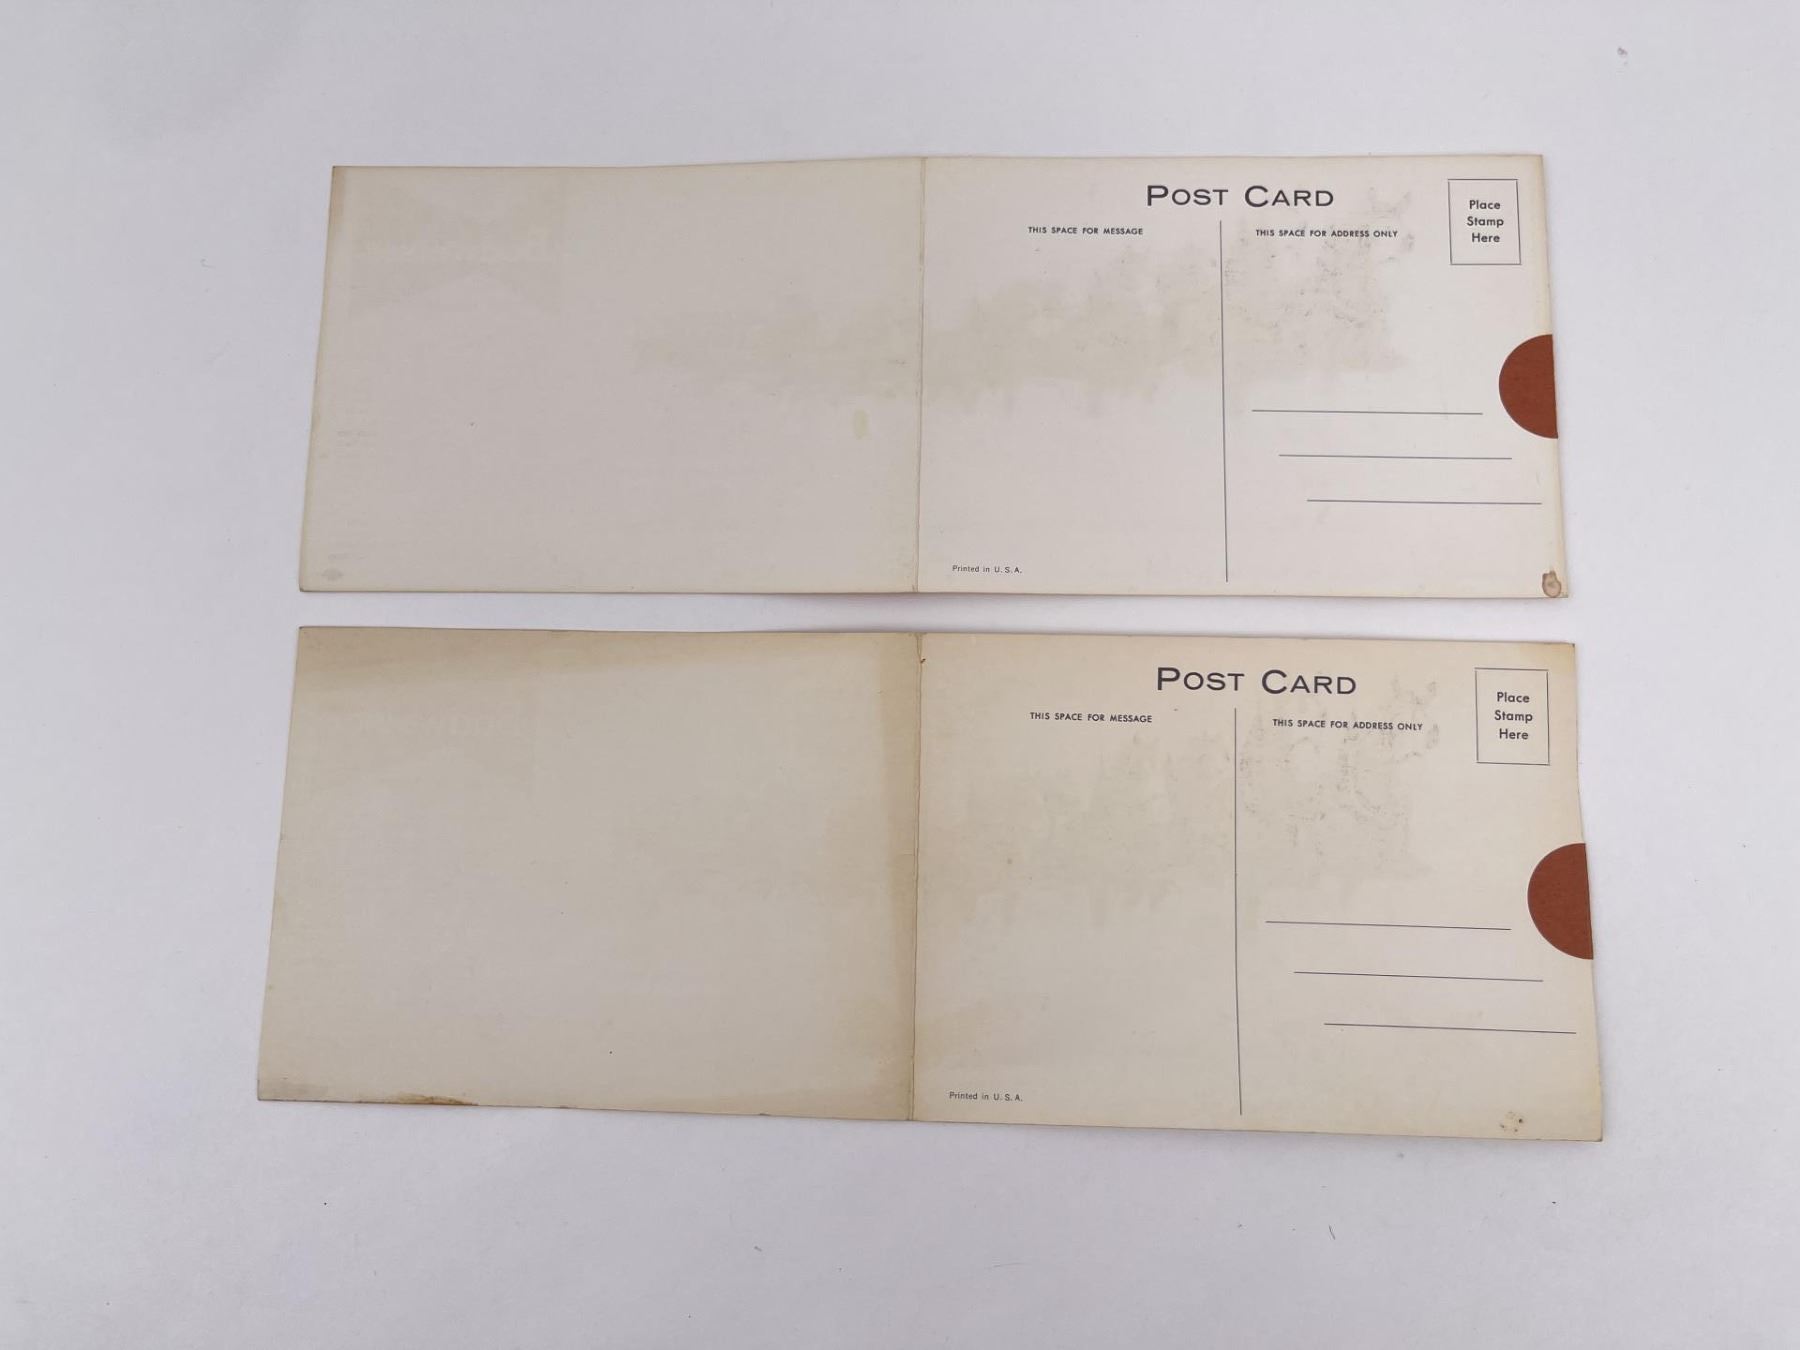 POST CARD
THIS SPACE FOR MESSAGE
THIS SPACE FOR ADDRESS ONLY
Place
Stamp
Here
Printed in U. S. A.
POST CARD
THIS SPACE FOR MESSAGE
THIS SPACE FOR ADDRESS ONLY
Place
Stamp
Here
Printed in U. S. A.